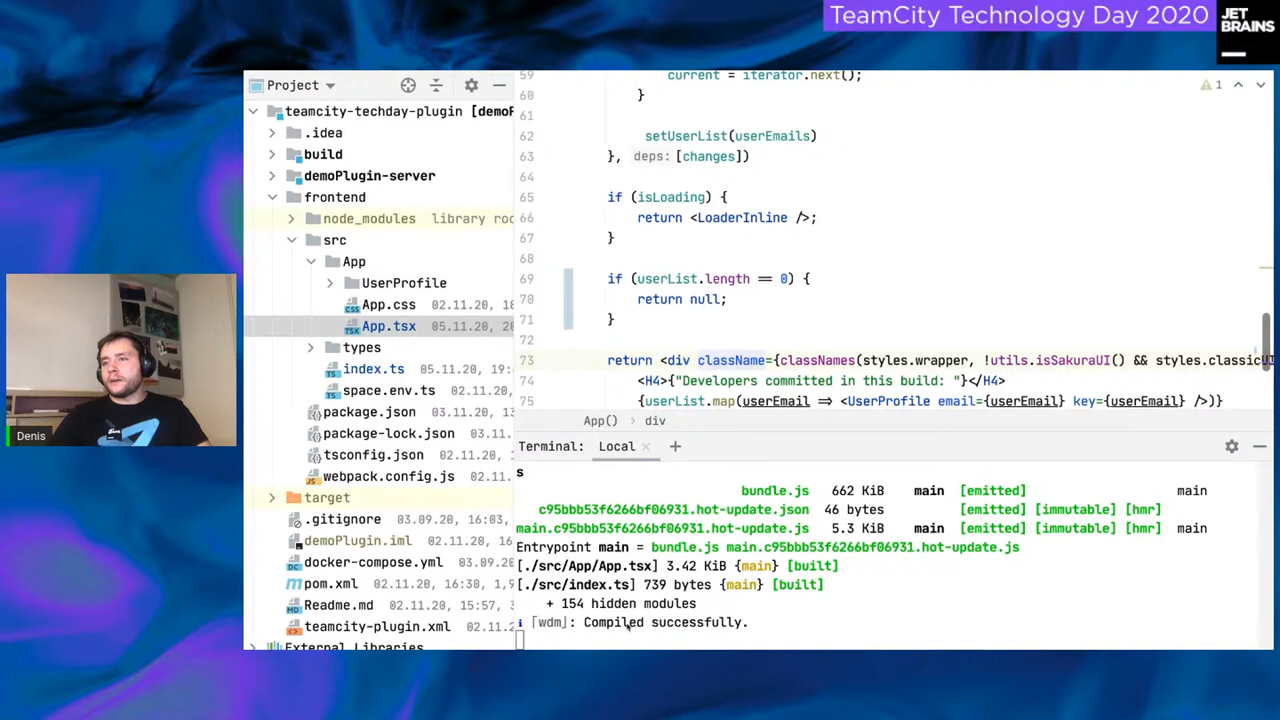 TeamCity Technology Day 2020
JET
BRAINS
Project
teamcity-techday-plugin [demoP
.idea
build
demoPlugin-server
frontend
node_modules library roo
src
App
UserProfile
App.css 02.11.20, 18
App.tsx 05.11.20, 20
types
index.ts 05.11.20, 19:
space.env.ts 02.11.20,
package.json 03.11.20, 13
package-lock.json 03.11.
tsconfig.json 02.11.20,
webpack.config.js 02.11.
target
.gitignore 03.09.20, 16:03,
demoPlugin.iml 02.11.20,
docker-compose.yml 03.09.
pom.xml 02.11.20, 16:30, 1,9
Readme.md 02.11.20, 15:57, 3
teamcity-plugin.xml 02.11.2
External Libraries
59 current = iterator.next();
60 }
61
62 setUserList(userEmails)
63 }, deps: [changes])
64
65 if (isLoading) {
66 return <LoaderInline />;
67 }
68
69 if (userList.length == 0) {
70 return null;
71 }
72
73 return <div className={classNames(styles.wrapper, !utils.isSakuraUI() && styles.classicUI
74 <H4>{"Developers committed in this build: "}</H4>
75 {userList.map(userEmail => <UserProfile email={userEmail} key={userEmail} />)}
1
App() › div
Terminal: Local × +
s
bundle.js 662 KiB main [emitted] main
c95bbb53f6266bf06931.hot-update.json 46 bytes [emitted] [immutable] [hmr]
main.c95bbb53f6266bf06931.hot-update.js 5.3 KiB main [emitted] [immutable] [hmr] main
Entrypoint main = bundle.js main.c95bbb53f6266bf06931.hot-update.js
[./src/App/App.tsx] 3.42 KiB {main} [built]
[./src/index.ts] 739 bytes {main} [built]
+ 154 hidden modules
i ｢wdm｣: Compiled successfully.
Denis